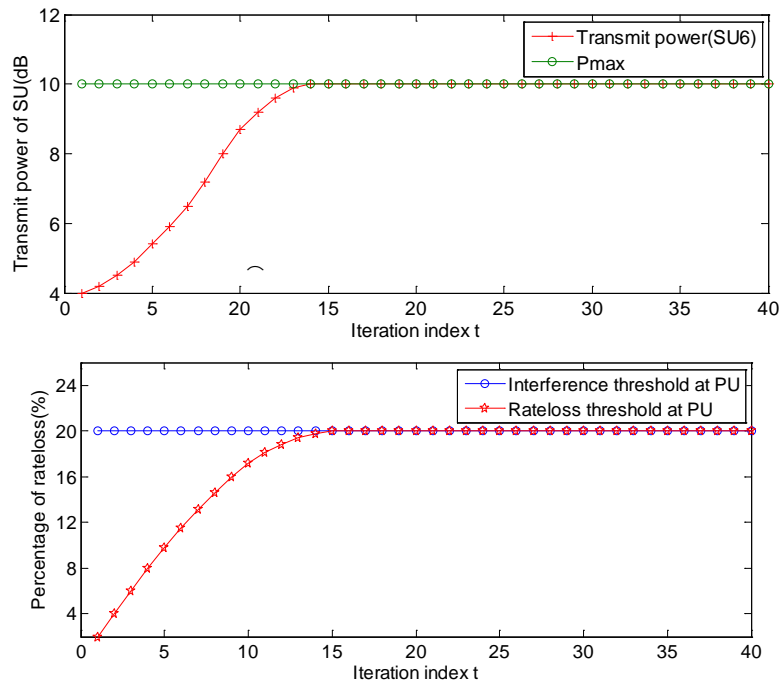 12
10
8
6
4
Transmit power of SU(dB
Transmit power(SU6)
Pmax
0 5 20 15 20 25 30 35 40
Iteration index t
24
20
16
12
8
4
Percentage of rateloss(%)
Interference threshold at PU
Rateloss threshold at PU
0 5 10 15 20 25 30 35 40
Iteration index t